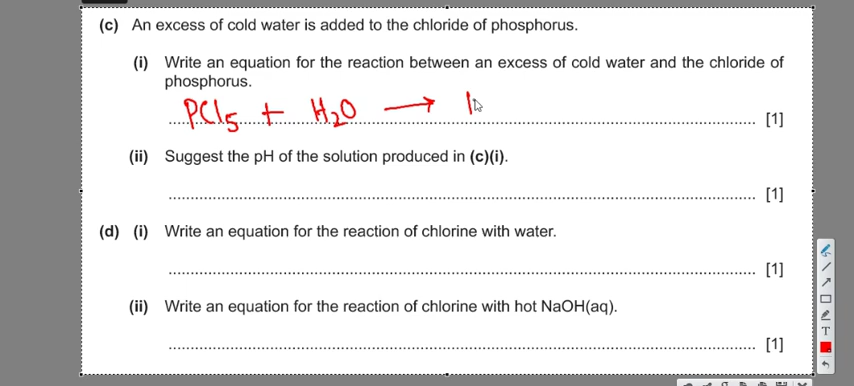 (c) An excess of cold water is added to the chloride of phosphorus.
(i) Write an equation for the reaction between an excess of cold water and the chloride of
phosphorus.
PCl5 + H2O → [1]
(ii) Suggest the pH of the solution produced in (c)(i).
[1]
(d) (i) Write an equation for the reaction of chlorine with water.
[1]
(ii) Write an equation for the reaction of chlorine with hot NaOH(aq).
[1]
T